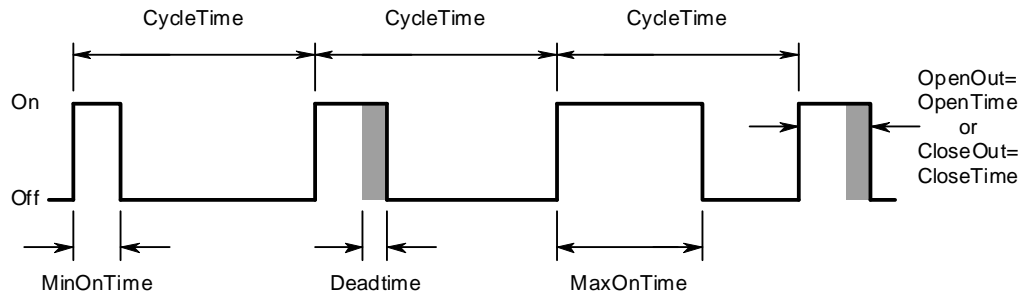 CycleTime
CycleTime
CycleTime
On
Off
OpenOut=
OpenTime
or
CloseOut=
CloseTime
MinOnTime
Deadtime
MaxOnTime